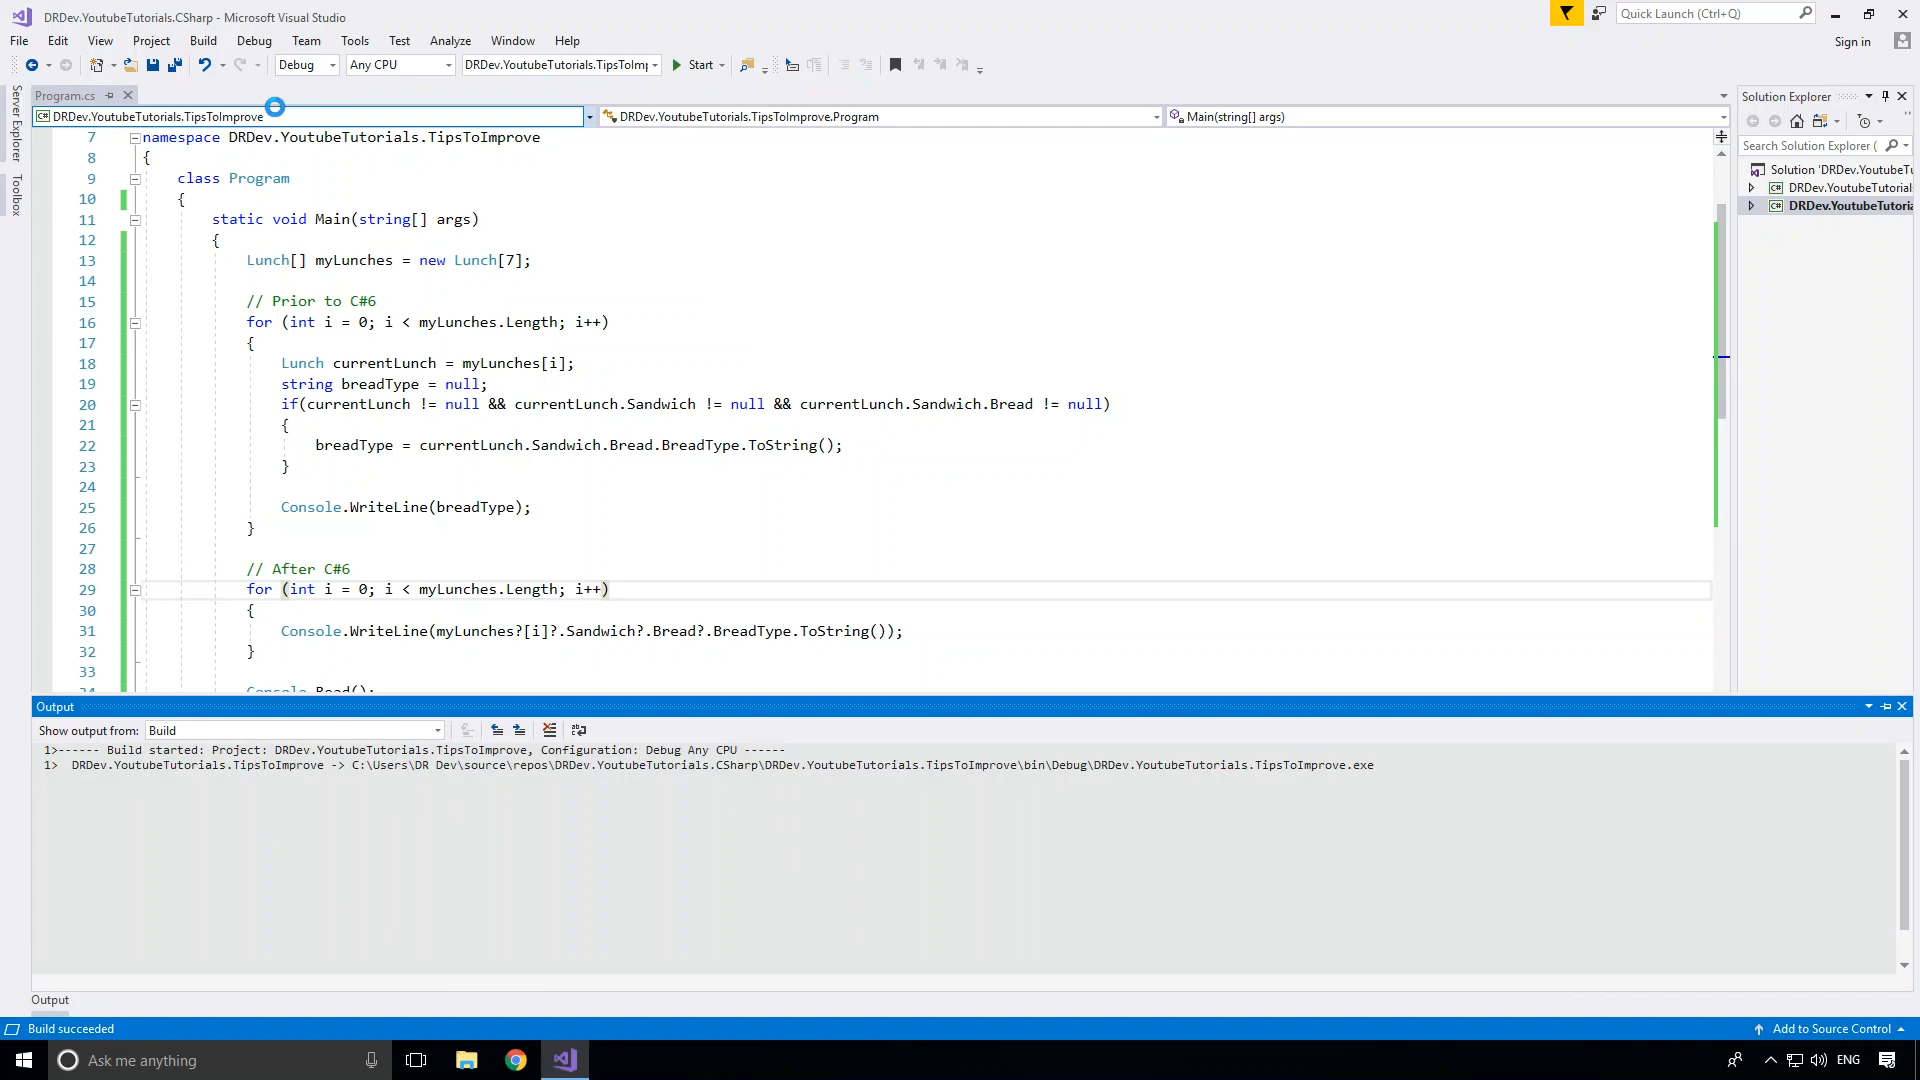 DRDev.YoutubeTutorials.CSharp - Microsoft Visual Studio
Quick Launch (Ctrl+Q)
File Edit View Project Build Debug Team Tools Test Analyze Window Help
Sign in
Debug Any CPU DRDev.YoutubeTutorials.TipsToImp Start
Server Explorer
Toolbox
Program.cs
DRDev.YoutubeTutorials.TipsToImprove DRDev.YoutubeTutorials.TipsToImprove.Program Main(string[] args)
7 namespace DRDev.YoutubeTutorials.TipsToImprove
8 {
9 class Program
10 {
11 static void Main(string[] args)
12 {
13 Lunch[] myLunches = new Lunch[7];
14
15 // Prior to C#6
16 for (int i = 0; i < myLunches.Length; i++)
17 {
18 Lunch currentLunch = myLunches[i];
19 string breadType = null;
20 if(currentLunch != null && currentLunch.Sandwich != null && currentLunch.Sandwich.Bread != null)
21 {
22 breadType = currentLunch.Sandwich.Bread.BreadType.ToString();
23 }
24
25 Console.WriteLine(breadType);
26 }
27
28 // After C#6
29 for (int i = 0; i < myLunches.Length; i++)
30 {
31 Console.WriteLine(myLunches?[i]?.Sandwich?.Bread?.BreadType.ToString());
32 }
33
34 Console.Read();
Solution Explorer
Search Solution Explorer (
Solution 'DRDev.YoutubeTu
DRDev.YoutubeTutorial
DRDev.YoutubeTutoria
Output
Show output from: Build
1>------ Build started: Project: DRDev.YoutubeTutorials.TipsToImprove, Configuration: Debug Any CPU ------
1> DRDev.YoutubeTutorials.TipsToImprove -> C:\Users\DR Dev\source\repos\DRDev.YoutubeTutorials.CSharp\DRDev.YoutubeTutorials.TipsToImprove\bin\Debug\DRDev.YoutubeTutorials.TipsToImprove.exe
Output
Build succeeded
Add to Source Control
Ask me anything
ENG